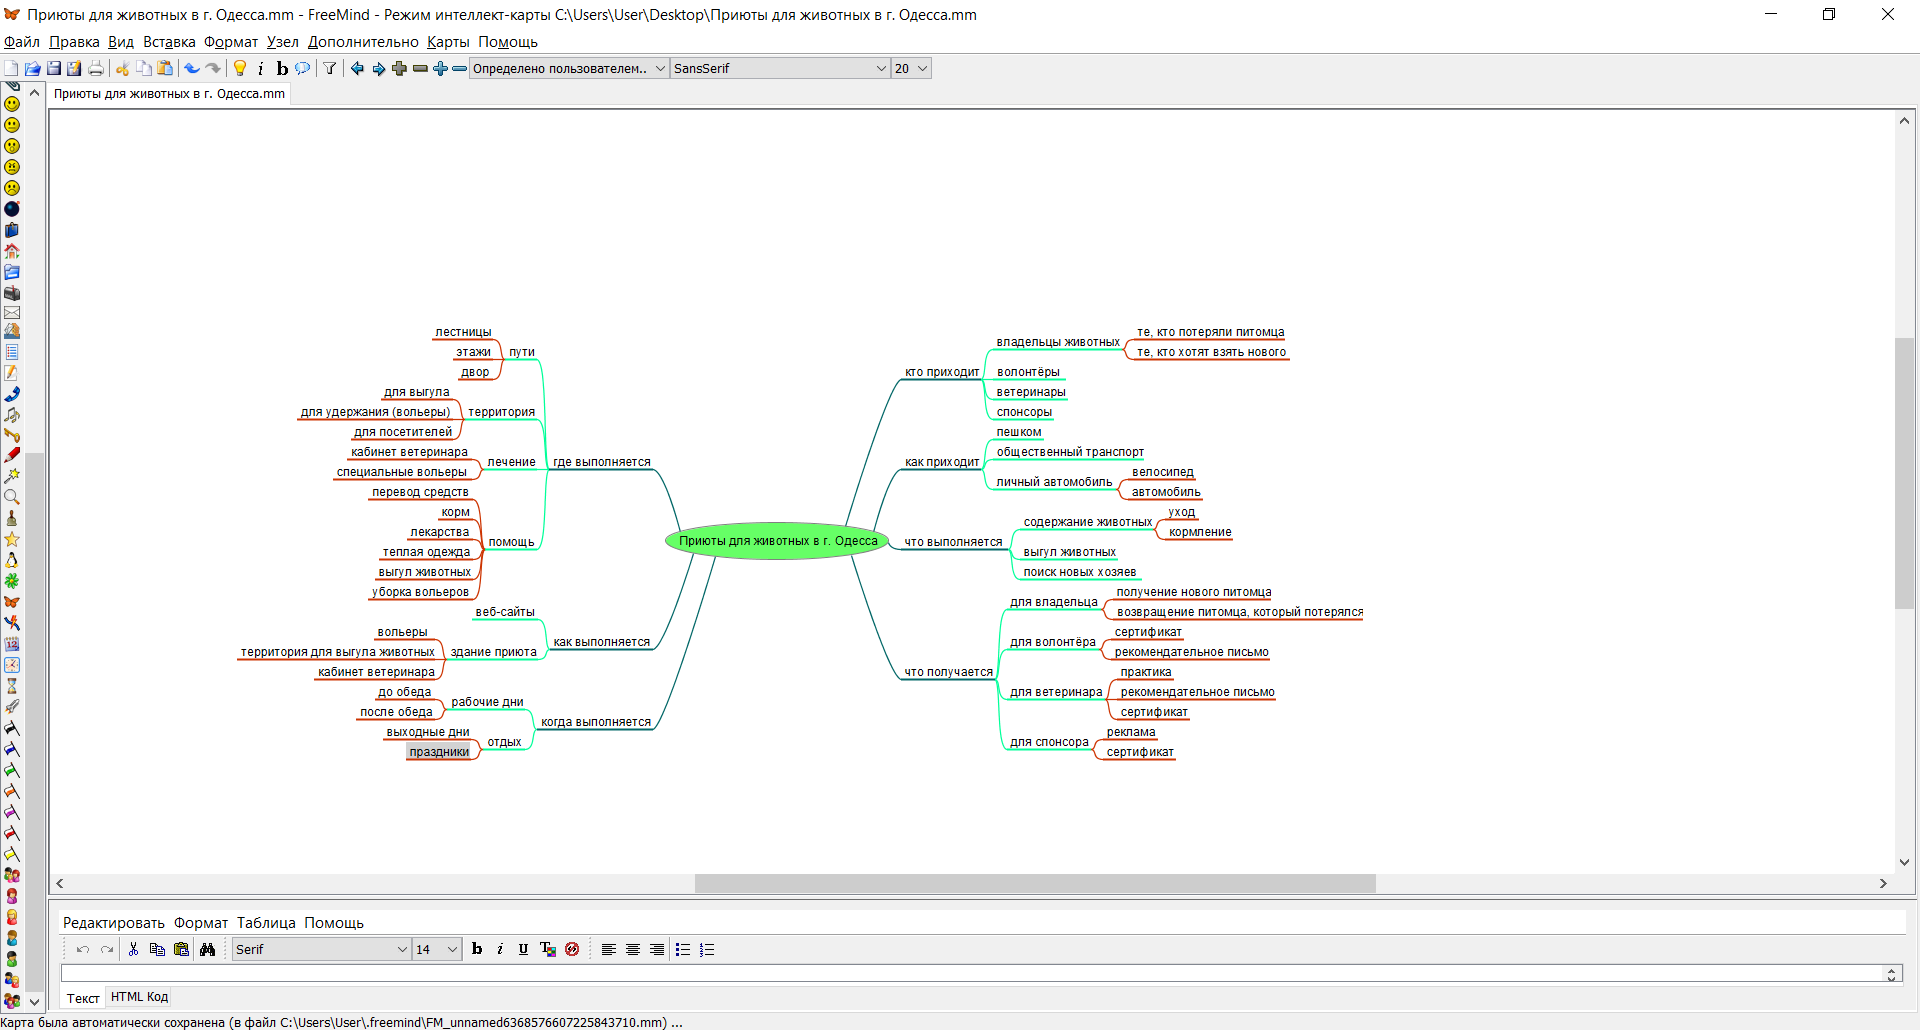 Приюты для животных в г. Одесса.mm - FreeMind - Режим интеллект-карты C:\Users\User\Desktop\Приюты для животных в г. Одесса.mm
Файл Правка Вид Вставка Формат Узел Дополнительно Карты Помощь
i b Определено пользователем.. SansSerif 20
Приюты для животных в г. Одесса.mm
лестницы
этажи
двор
пути
для выгула
для удержания (вольеры)
для посетителей
территория
кабинет ветеринара
специальные вольеры
лечение
перевод средств
корм
лекарства
теплая одежда
выгул животных
уборка вольеров
помощь
где выполняется
веб-сайты
вольеры
территория для выгула животных
кабинет ветеринара
здание приюта
как выполняется
до обеда
после обеда
рабочие дни
выходные дни
праздники
отдых
когда выполняется
Приюты для животных в г. Одесса
кто приходит
владельцы животных
те, кто потеряли питомца
те, кто хотят взять нового
волонтёры
ветеринары
спонсоры
как приходит
пешком
общественный транспорт
личный автомобиль
велосипед
автомобиль
что выполняется
содержание животных
уход
кормление
выгул животных
поиск новых хозяев
что получается
для владельца
получение нового питомца
возвращение питомца, который потерялся
для волонтёра
сертификат
рекомендательное письмо
для ветеринара
практика
рекомендательное письмо
сертификат
для спонсора
реклама
сертификат
Редактировать Формат Таблица Помощь
Serif 14 b i U
Текст HTML Код
Карта была автоматически сохранена (в файл C:\Users\User\.freemind\FM_unnamed6368576607225843710.mm) ...